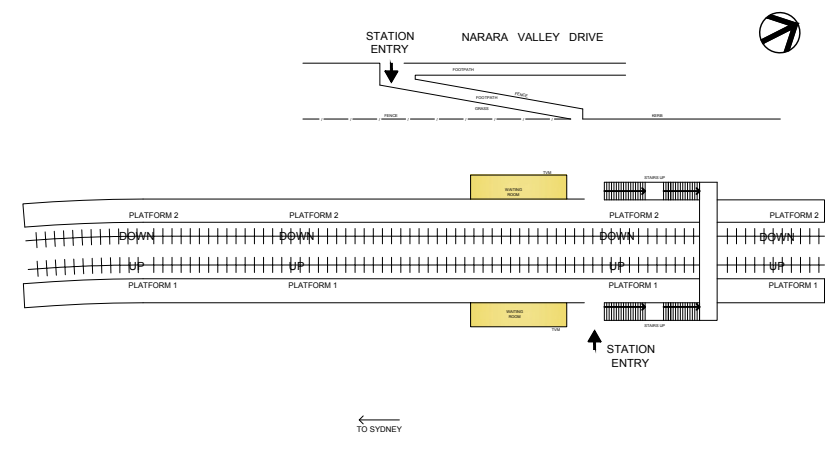 STATION
ENTRY
NARARA VALLEY DRIVE
FOOTPATH
FOOTPATH
FENCE
GRASS
FENCE
KERB
TVM
WAITING
ROOM
STAIRS UP
PLATFORM 2
PLATFORM 2
PLATFORM 2
PLATFORM 2
DOWN
DOWN
DOWN
DOWN
UP
UP
UP
UP
PLATFORM 1
PLATFORM 1
PLATFORM 1
PLATFORM 1
WAITING
ROOM
TVM
STAIRS UP
STATION
ENTRY
TO SYDNEY